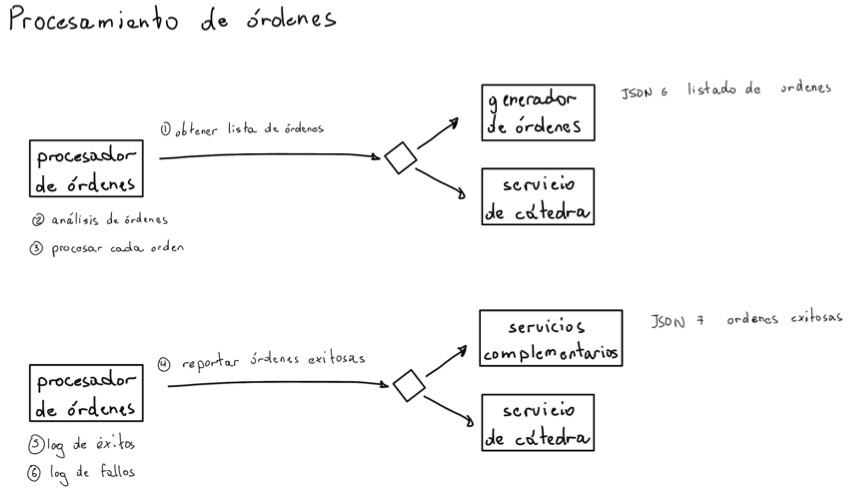 Procesamiento de órdenes
generador
de órdenes
JSON 6 listado de ordenes
① obtener lista de órdenes
procesador
de órdenes
servicio
de cátedra
② análisis de órdenes
③ procesar cada orden
servicios
complementarios
JSON 7 ordenes exitosas
④ reportar órdenes exitosas
procesador
de órdenes
servicio
de cátedra
⑤ log de éxitos
⑥ log de fallos